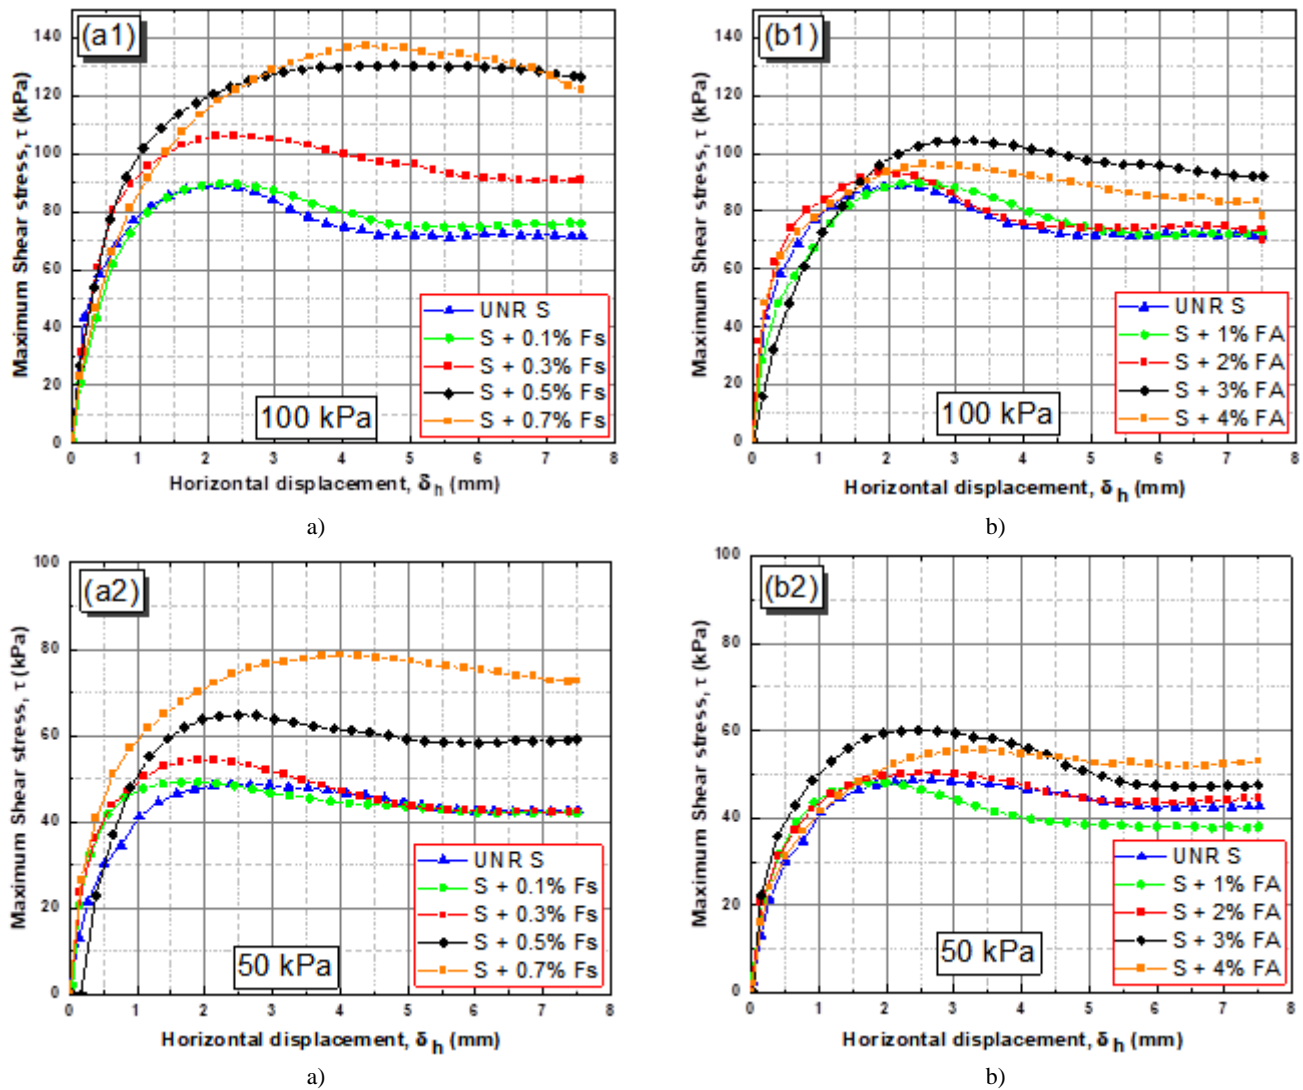 (a1)
Maximum Shear stress, τ (kPa)
140
120
100
80
60
40
20
0
UNR S
S + 0.1% Fs
S + 0.3% Fs
S + 0.5% Fs
S + 0.7% Fs
100 kPa
0 1 2 3 4 5 6 7 8
Horizontal displacement, δh (mm)
a)
(b1)
Maximum Shear stress, τ (kPa)
140
120
100
80
60
40
20
0
UNR S
S + 1% FA
S + 2% FA
S + 3% FA
S + 4% FA
100 kPa
0 1 2 3 4 5 6 7 8
Horizontal displacement, δh (mm)
b)
(a2)
Maximum Shear stress, τ (kPa)
100
80
60
40
20
0
UNR S
S + 0.1% Fs
S + 0.3% Fs
S + 0.5% Fs
S + 0.7% Fs
50 kPa
0 1 2 3 4 5 6 7 8
Horizontal displacement, δh (mm)
a)
(b2)
Maximum Shear stress, τ (kPa)
100
80
60
40
20
0
UNR S
S + 1% FA
S + 2% FA
S + 3% FA
S + 4% FA
50 kPa
0 1 2 3 4 5 6 7 8
Horizontal displacement, δh (mm)
b)